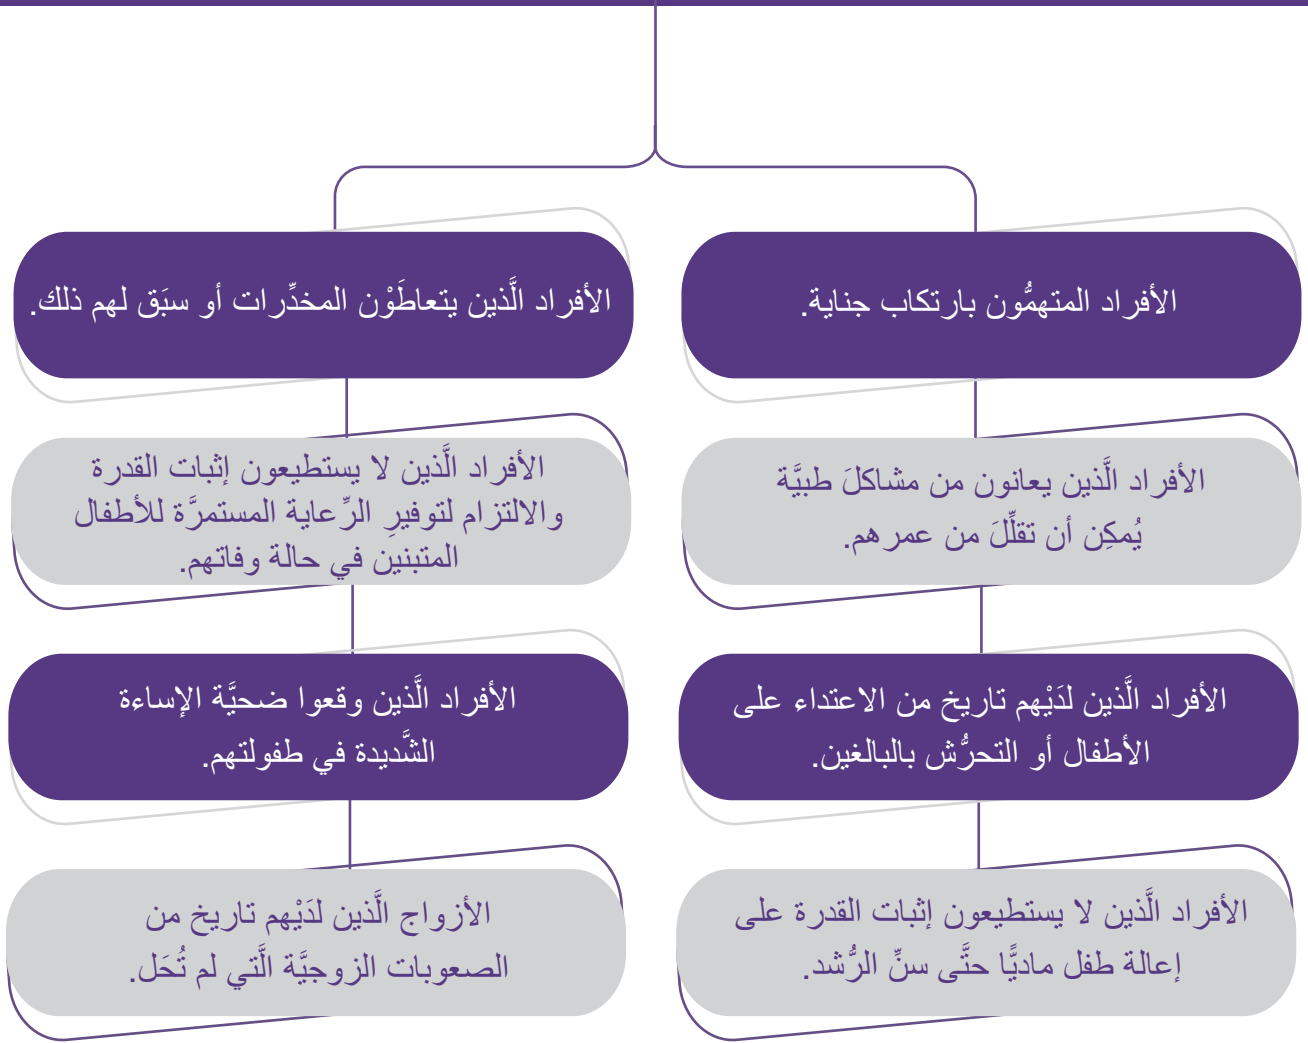 الأفراد المتهمُّون بارتكاب جناية.
الأفراد الَّذين يتعاطَوْن المخدِّرات أو سبَق لهم ذلك.
الأفراد الَّذين يعانون من مشاكلَ طبيَّة
يُمكِن أن تقلِّلَ من عمرهم.
الأفراد الَّذين لا يستطيعون إثبات القدرة
والالتزام لتوفيرِ الرِّعاية المستمرَّة للأطفال
المتبنين في حالة وفاتهم.
الأفراد الَّذين لدَيْهم تاريخ من الاعتداء على
الأطفال أو التحرُّش بالبالغين.
الأفراد الَّذين وقعوا ضحيَّة الإساءة
الشَّديدة في طفولتهم.
الأفراد الَّذين لا يستطيعون إثبات القدرة على
إعالة طفل ماديًّا حتَّى سنِّ الرُّشد.
الأزواج الَّذين لدَيْهم تاريخ من
الصعوبات الزوجيَّة الَّتي لم تُحَل.